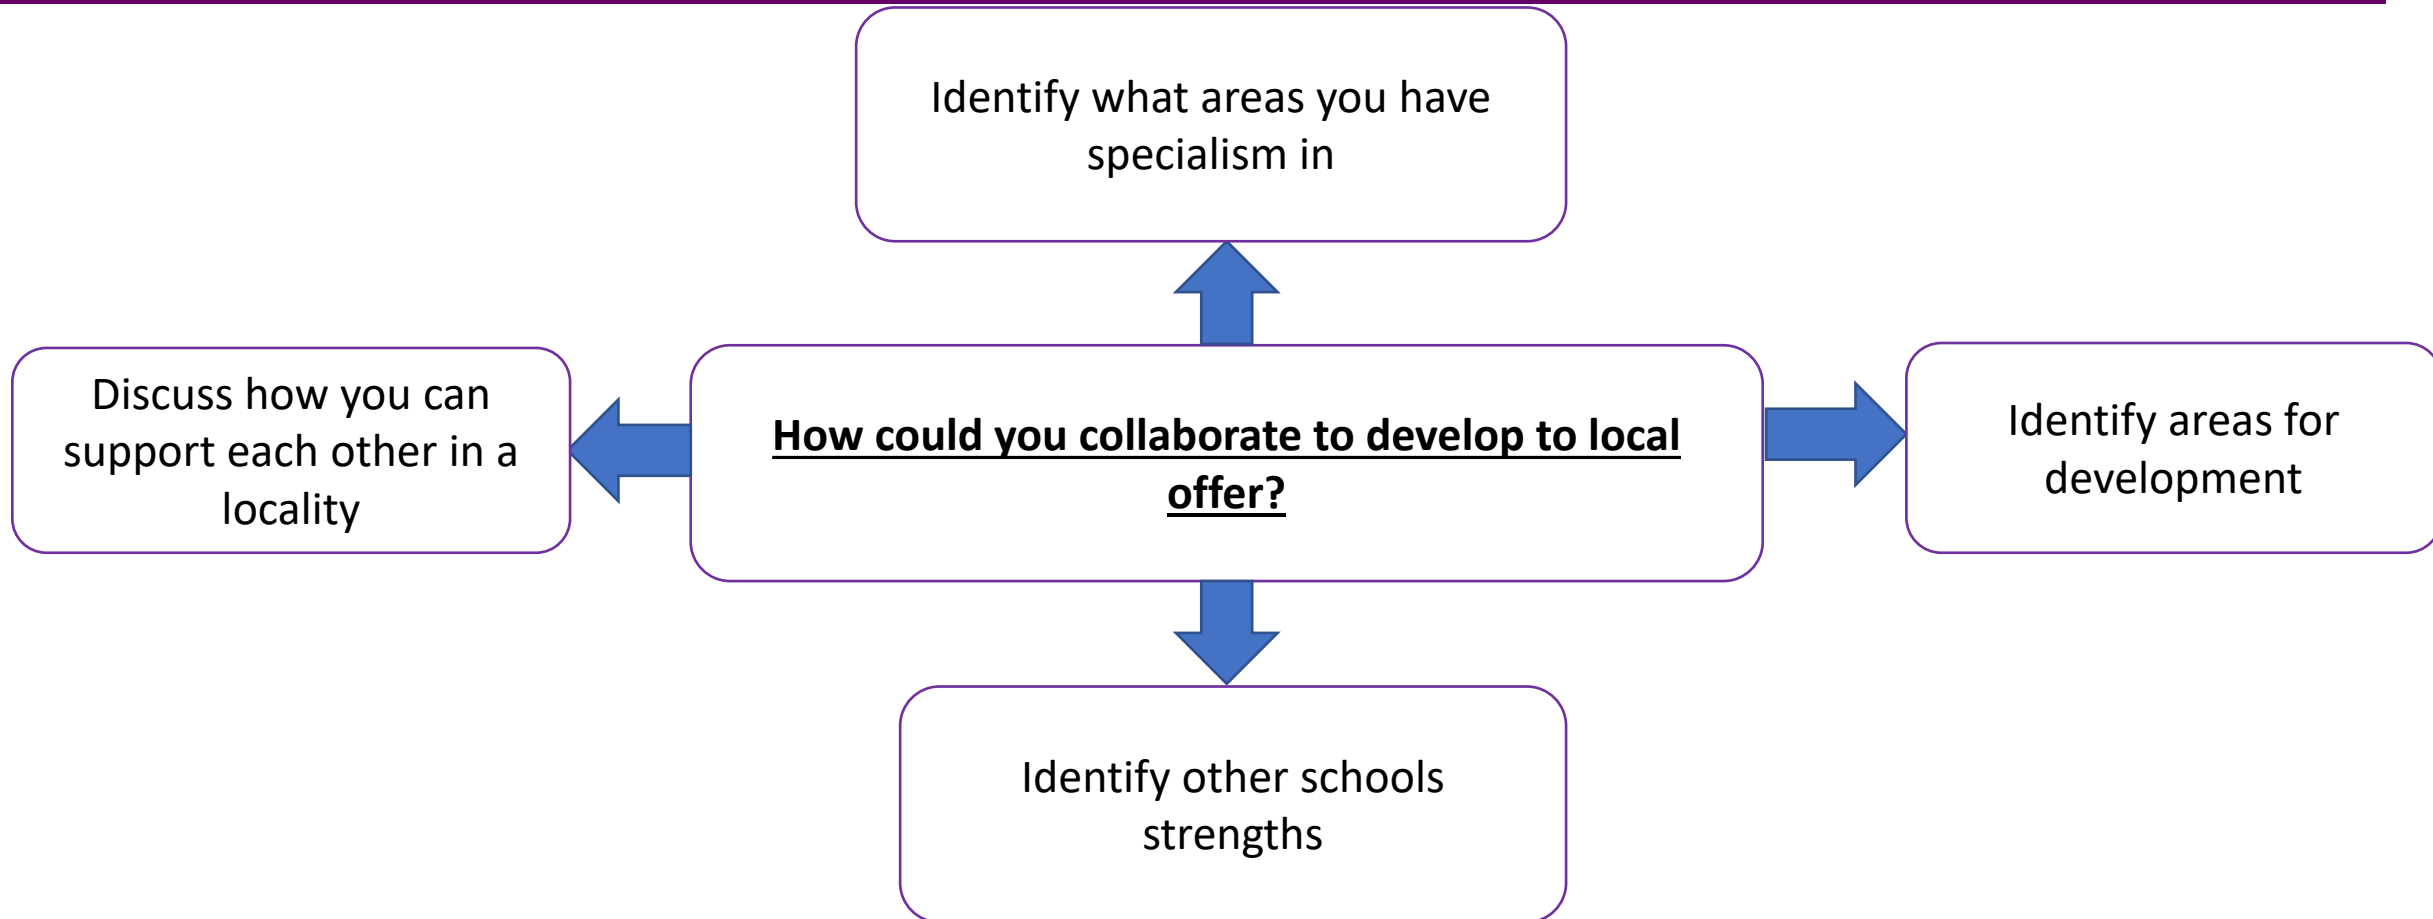 Identify what areas you have
specialism in
Discuss how you can
support each other in a
locality
How could you collaborate to develop to local
offer?
Identify areas for
development
Identify other schools
strengths